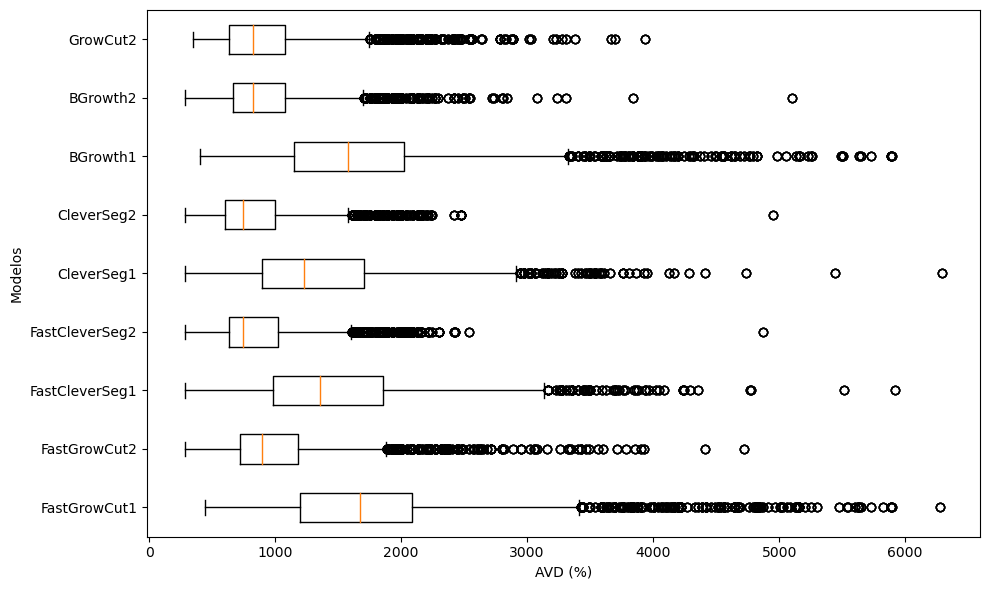 GrowCut2
BGrowth2
BGrowth1
CleverSeg2
CleverSeg1
FastCleverSeg2
FastCleverSeg1
FastGrowCut2
FastGrowCut1
Modelos
0 1000 2000 3000 4000 5000 6000
AVD (%)